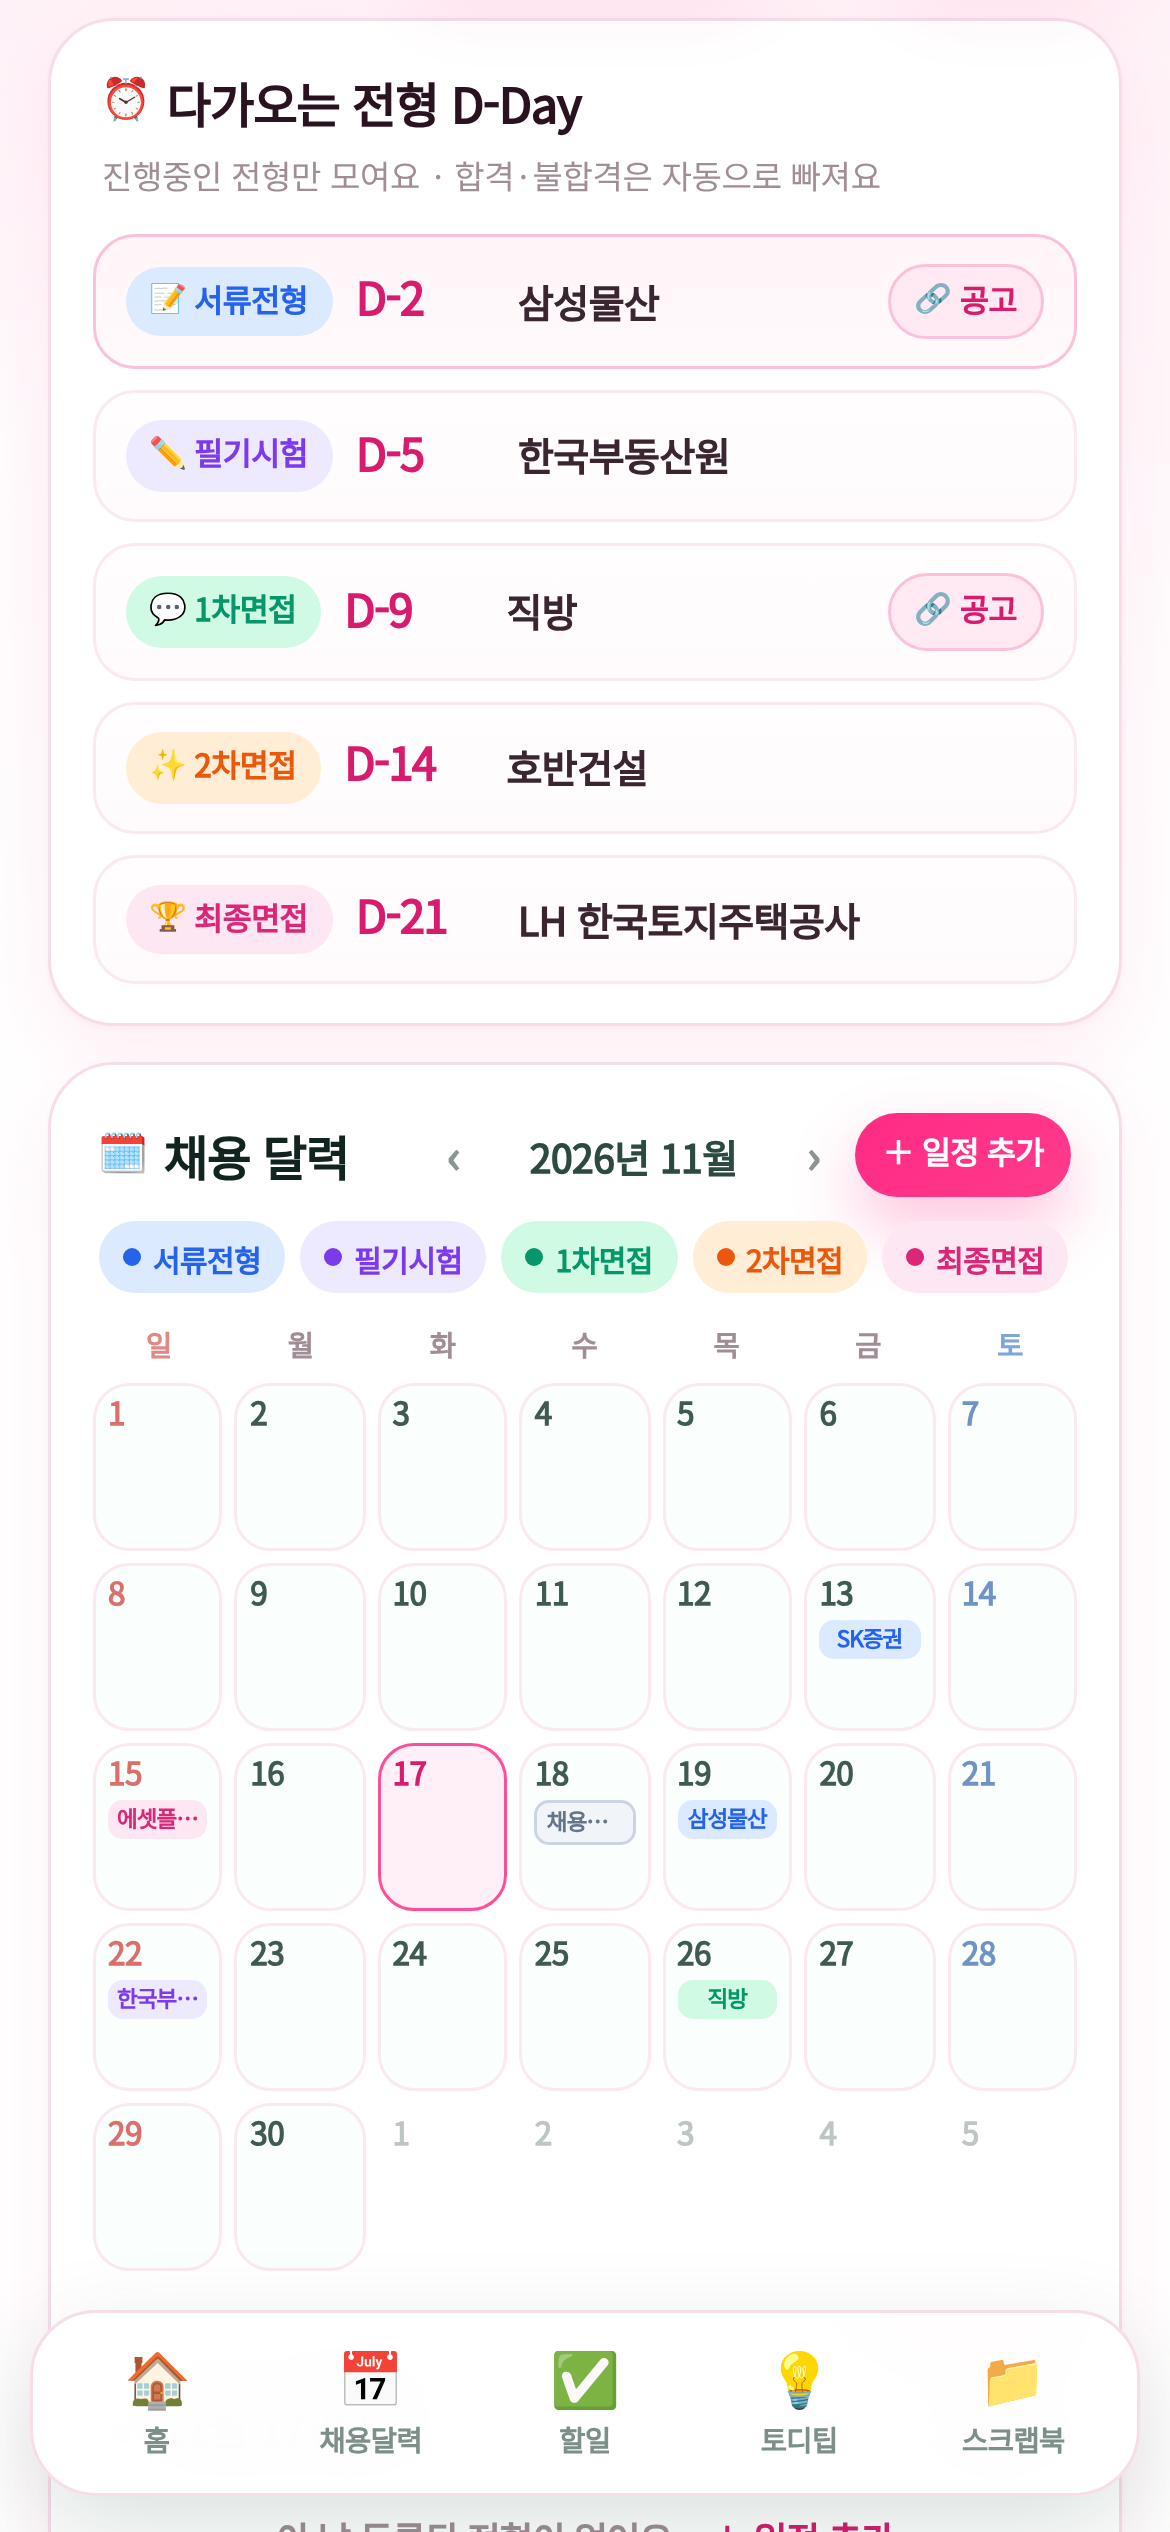 다가오는 전형 D-Day
진행중인 전형만 모여요 · 합격·불합격은 자동으로 빠져요
서류전형 D-2 삼성물산 공고
필기시험 D-5 한국부동산원
1차면접 D-9 직방 공고
2차면접 D-14 호반건설
최종면접 D-21 LH 한국토지주택공사
채용 달력 ‹ 2026년 11월 › + 일정 추가
서류전형 필기시험 1차면접 2차면접 최종면접
일 월 화 수 목 금 토
1 2 3 4 5 6 7
8 9 10 11 12 13 14
SK증권
15 16 17 18 19 20 21
에셋플… 채용… 삼성물산
22 23 24 25 26 27 28
한국부… 직방
29 30 1 2 3 4 5
July
17
홈 채용달력 할일 토디팁 스크랩북
+ 일정 추가